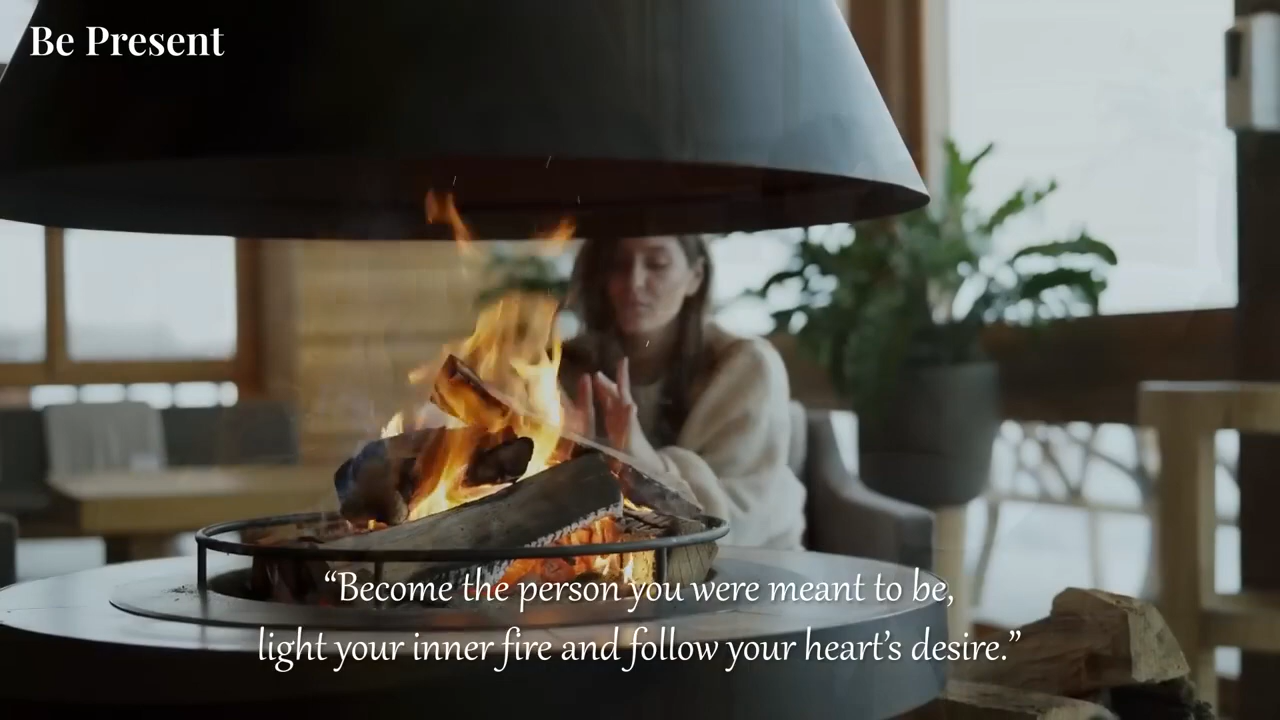 Be Present
“Become the person you were meant to be,
light your inner fire and follow your heart’s desire.”